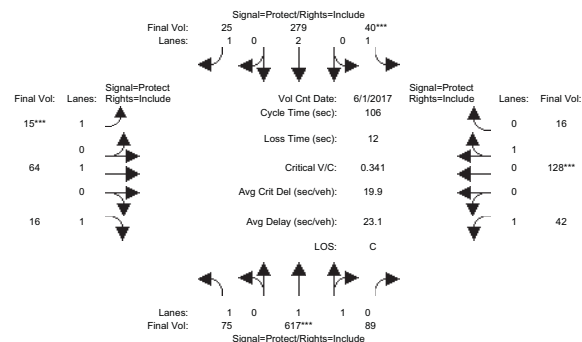 Signal=Protect/Rights=Include
Final Vol: 25 279 40***
Lanes: 1 0 2 0 1
Signal=Protect Signal=Protect
Final Vol: Lanes: Rights=Include Vol Cnt Date: 6/1/2017 Rights=Include Lanes: Final Vol:
Cycle Time (sec): 106
15*** 1 0 16
Loss Time (sec): 12
0 1
64 1 Critical V/C: 0.341 0 128***
0 Avg Crit Del (sec/veh): 19.9 0
16 1 Avg Delay (sec/veh): 23.1 1 42
LOS: C
Lanes: 1 0 1 1 0
Final Vol: 75 617*** 89
Signal=Protect/Rights=Include